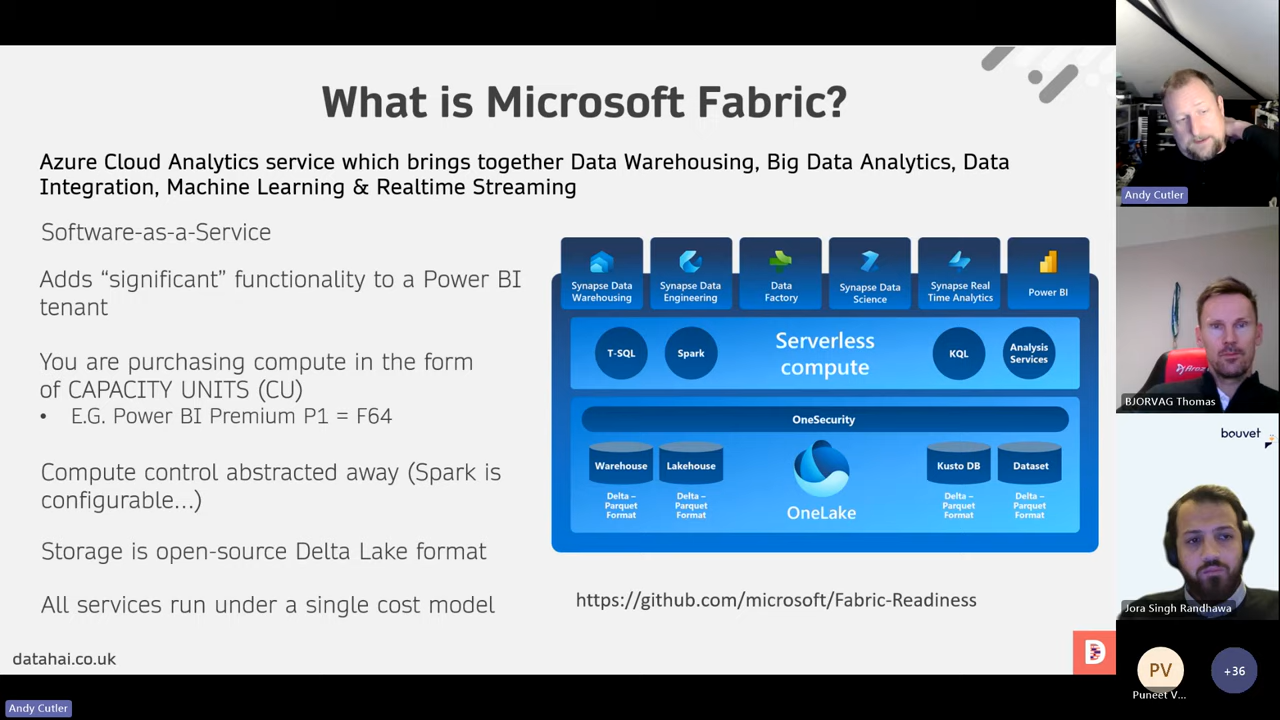 What is Microsoft Fabric?
Azure Cloud Analytics service which brings together Data Warehousing, Big Data Analytics, Data
Integration, Machine Learning & Realtime Streaming
Software-as-a-Service
Adds “significant” functionality to a Power BI
tenant
You are purchasing compute in the form
of CAPACITY UNITS (CU)
• E.G. Power BI Premium P1 = F64
Compute control abstracted away (Spark is
configurable…)
Storage is open-source Delta Lake format
All services run under a single cost model
datahai.co.uk
Synapse Data
Warehousing
Synapse Data
Engineering
Data
Factory
Synapse Data
Science
Synapse Real
Time Analytics
Power BI
T-SQL
Spark
Serverless
compute
KQL
Analysis
Services
OneSecurity
Warehouse
Lakehouse
Kusto DB
Dataset
Delta –
Parquet
Format
Delta –
Parquet
Format
OneLake
Delta –
Parquet
Format
Delta –
Parquet
Format
https://github.com/microsoft/Fabric-Readiness
D
Andy Cutler
Andy Cutler
BJORVAG Thomas
bouvet
Jora Singh Randhawa
PV
Puneet V...
+36